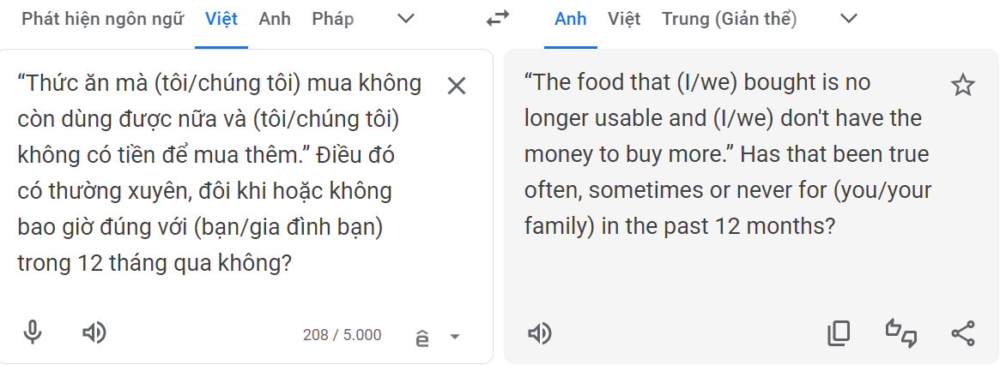 Phát hiện ngôn ngữ Việt Anh Pháp
Anh Việt Trung (Giản thể)
“Thức ăn mà (tôi/chúng tôi) mua không
còn dùng được nữa và (tôi/chúng tôi)
không có tiền để mua thêm.” Điều đó
có thường xuyên, đôi khi hoặc không
bao giờ đúng với (bạn/gia đình bạn)
trong 12 tháng qua không?
208 / 5.000
ê
“The food that (I/we) bought is no
longer usable and (I/we) don't have the
money to buy more.” Has that been true
often, sometimes or never for (you/your
family) in the past 12 months?